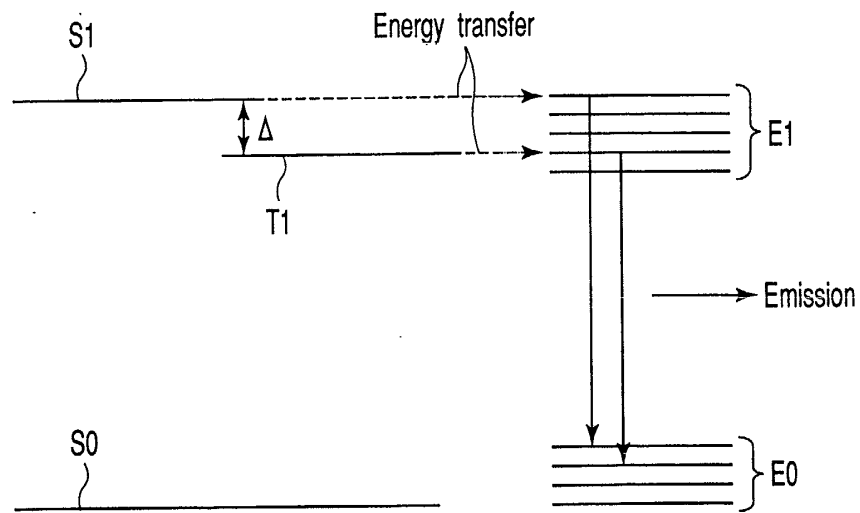 S1
Energy transfer
Δ
E1
T1
Emission
S0
E0